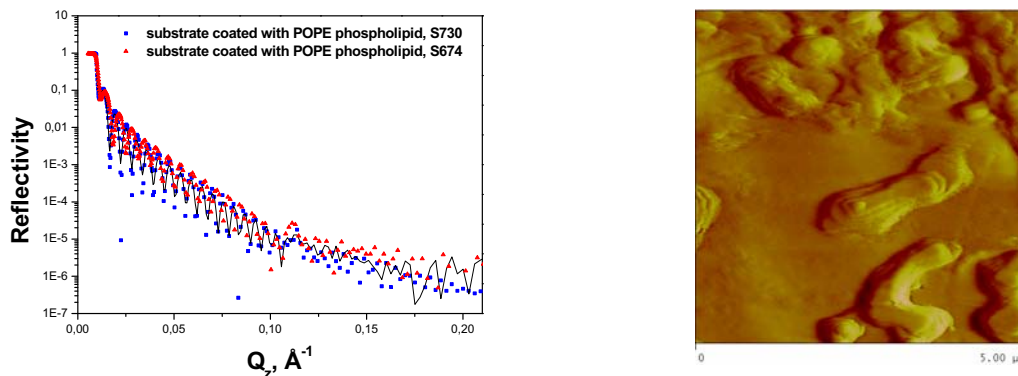 substrate coated with POPE phospholipid, S730
substrate coated with POPE phospholipid, S674
1
0,1
0,01
1E-3
1E-4
1E-5
1E-6
1E-7
Reflectivity
0,00
0,05
0,10
0,15
0,20
Q_z, Å⁻¹
0
5.00 µ